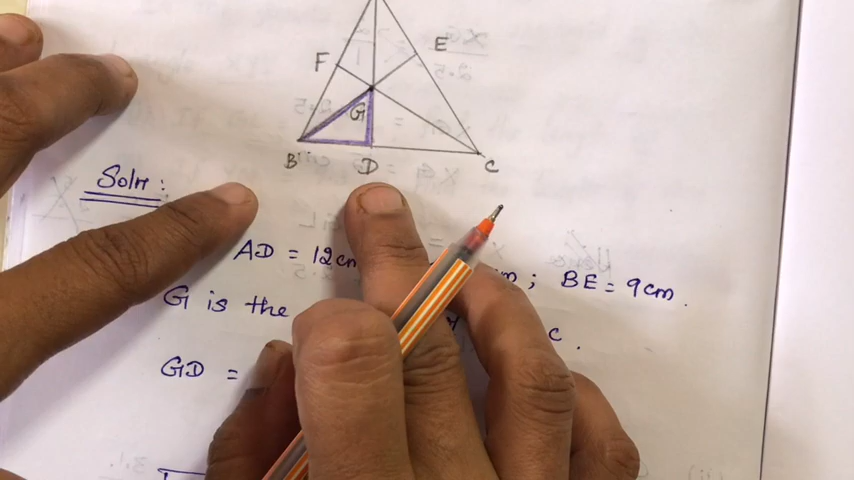 E
F
G
B D C
Soln:
AD = 12cm ; BE = 9cm.
G is the
c.
GD =